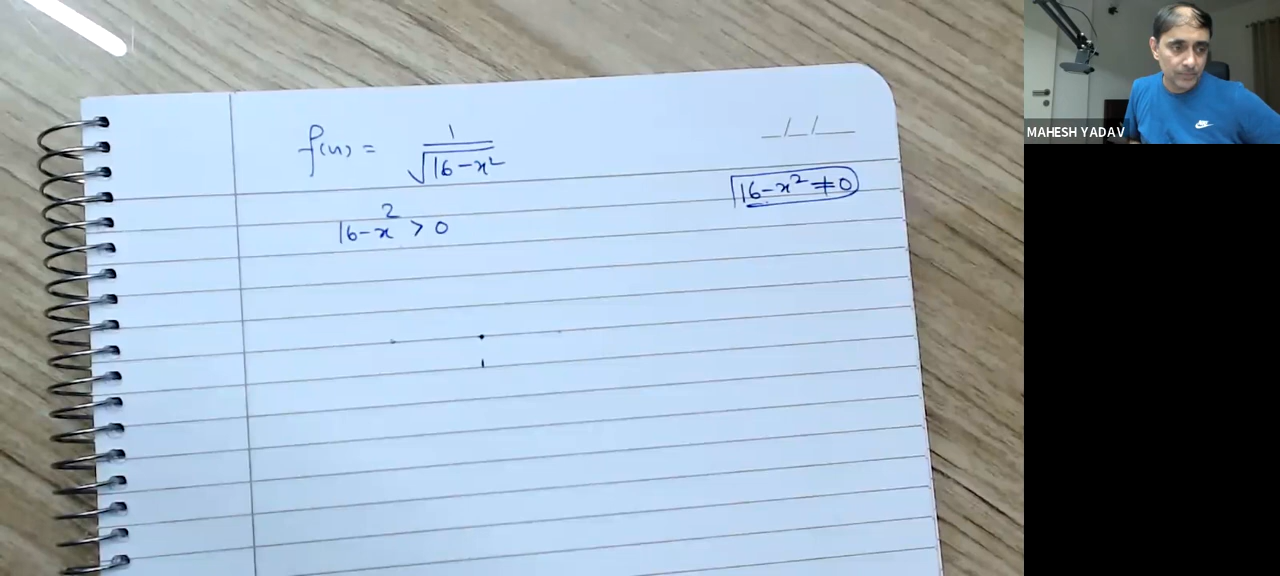 f(x) = 1/√(16-x²)
_/_/_
16-x² ≠ 0
16-x² > 0
MAHESH YADAV